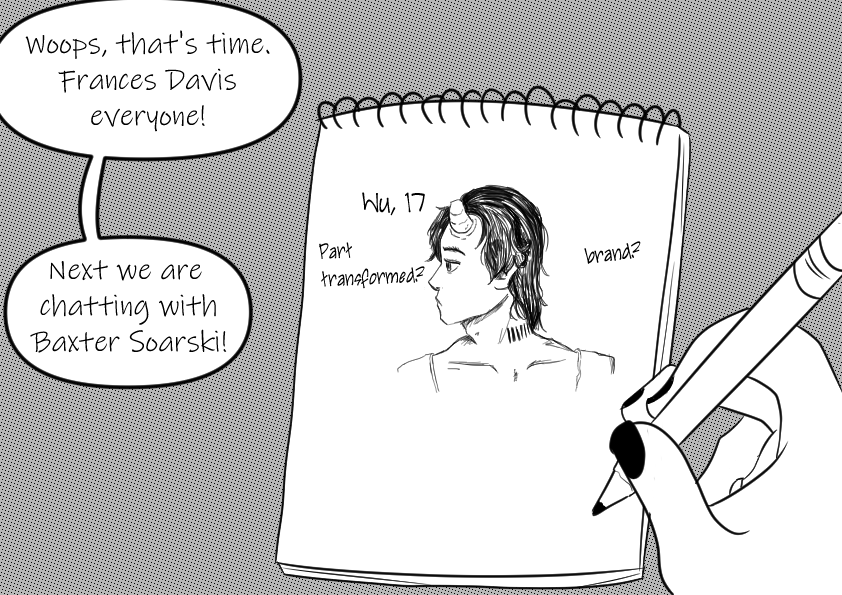 Woops, that's time.
Frances Davis
everyone!
Next we are
chatting with
Baxter Soarski!
Wu, 17
Part
transformed?
brand?